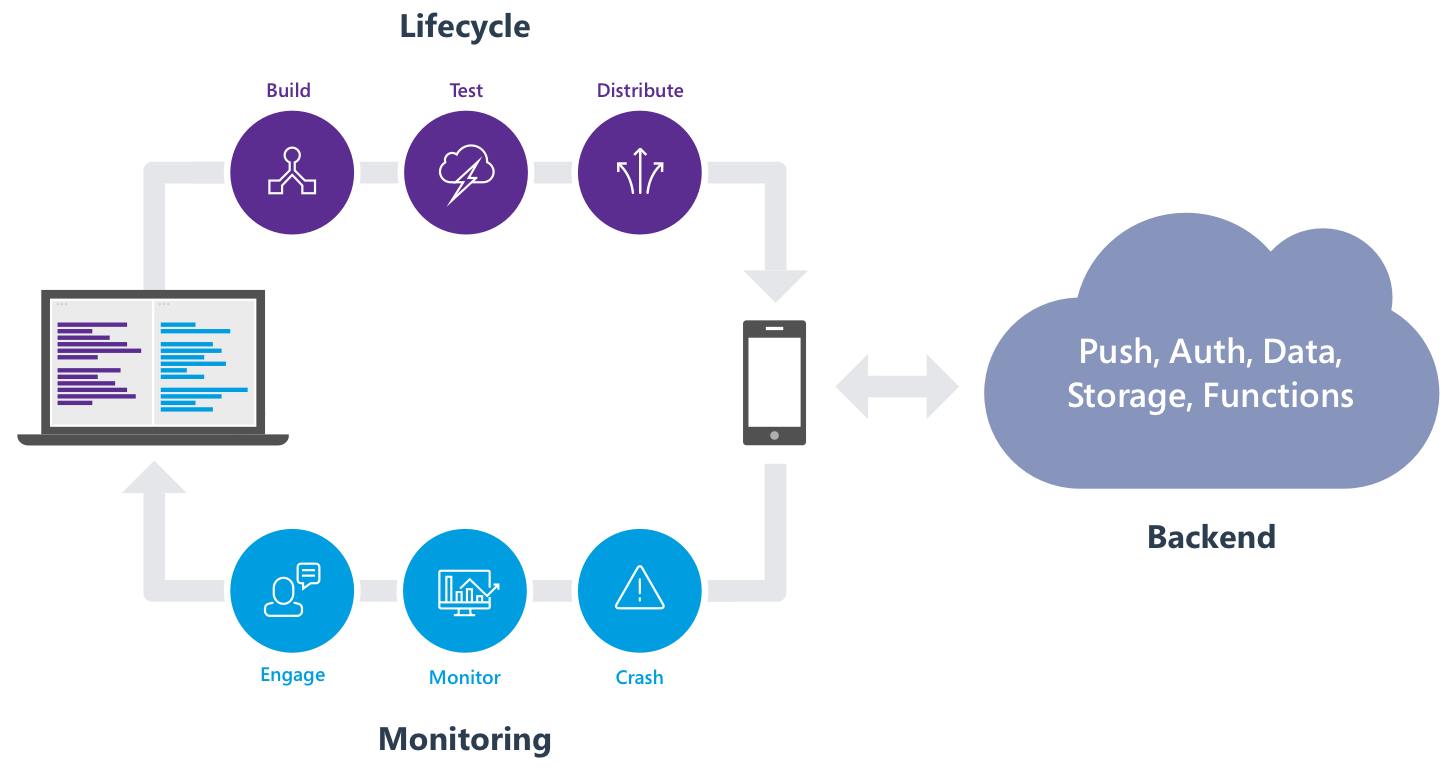 Lifecycle
Build
Test
Distribute
Push, Auth, Data,
Storage, Functions
Backend
Engage
Monitor
Crash
Monitoring